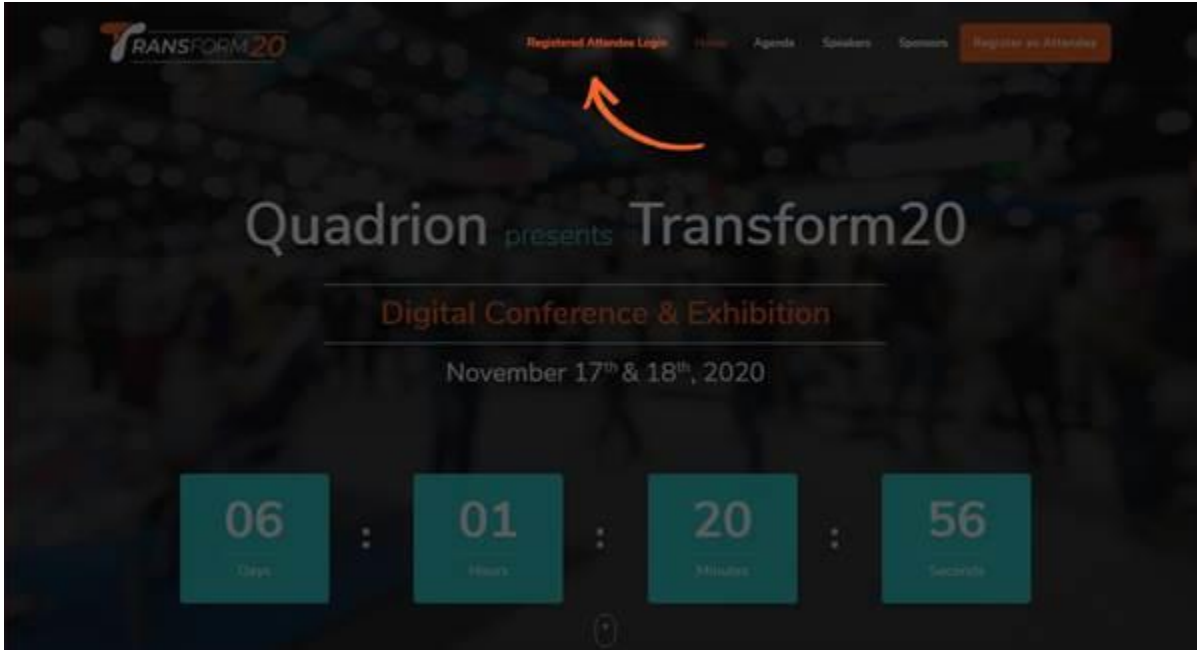 TRANSFORM20
Registered Attendee Login Home Agenda Speakers Sponsors Register as Attendee
Quadrion presents Transform20
Digital Conference & Exhibition
November 17th & 18th, 2020
06 : 01 : 20 : 56
Days Hours Minutes Seconds